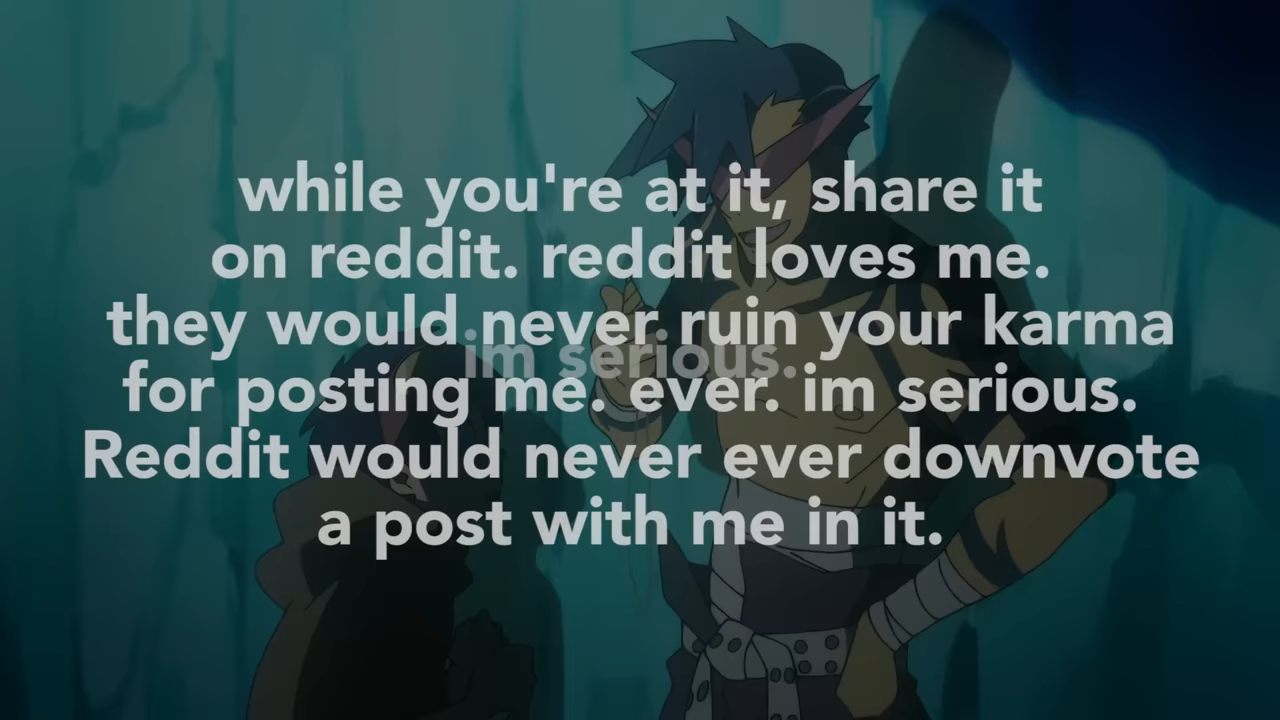 while you're at it, share it
on reddit. reddit loves me.
they would never ruin your karma
im serious.
for posting me. ever. im serious.
Reddit would never ever downvote
a post with me in it.